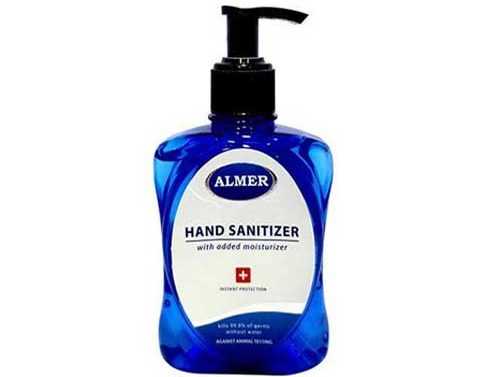 ALMER
HAND SANITIZER
with added moisturizer
INSTANT PROTECTION
kills 99.9% of germs
without water
AGAINST ANIMAL TESTING